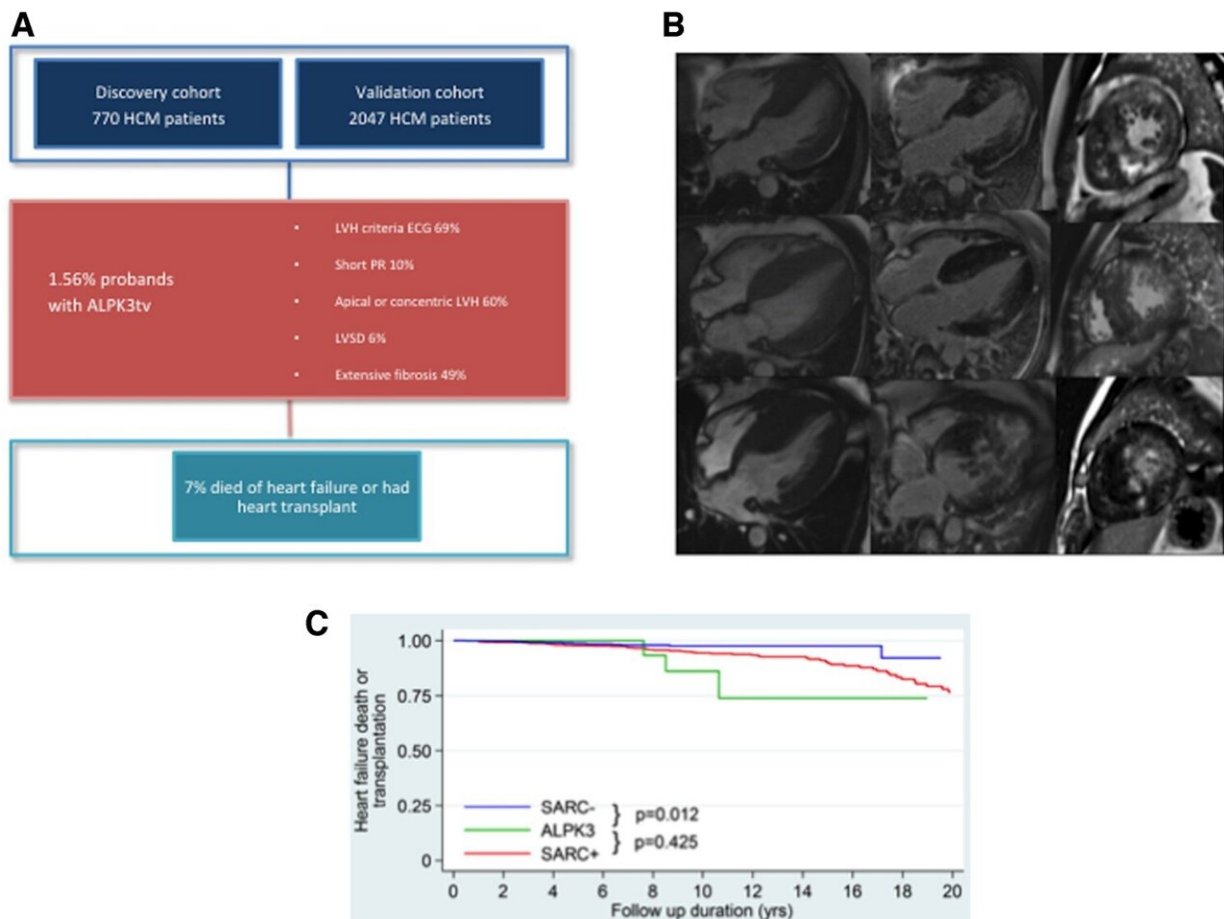 A
Discovery cohort
770 HCM patients
Validation cohort
2047 HCM patients
1.56% probands
with ALPK3tv
▪ LVH criteria ECG 69%
▪ Short PR 10%
▪ Apical or concentric LVH 60%
▪ LVSD 6%
▪ Extensive fibrosis 49%
7% died of heart failure or had
heart transplant
B
C
Heart failure death or
transplantation
1.00
0.75
0.50
0.25
0
SARC-
ALPK3
SARC+
} p=0.012
} p=0.425
0 2 4 6 8 10 12 14 16 18 20
Follow up duration (yrs)